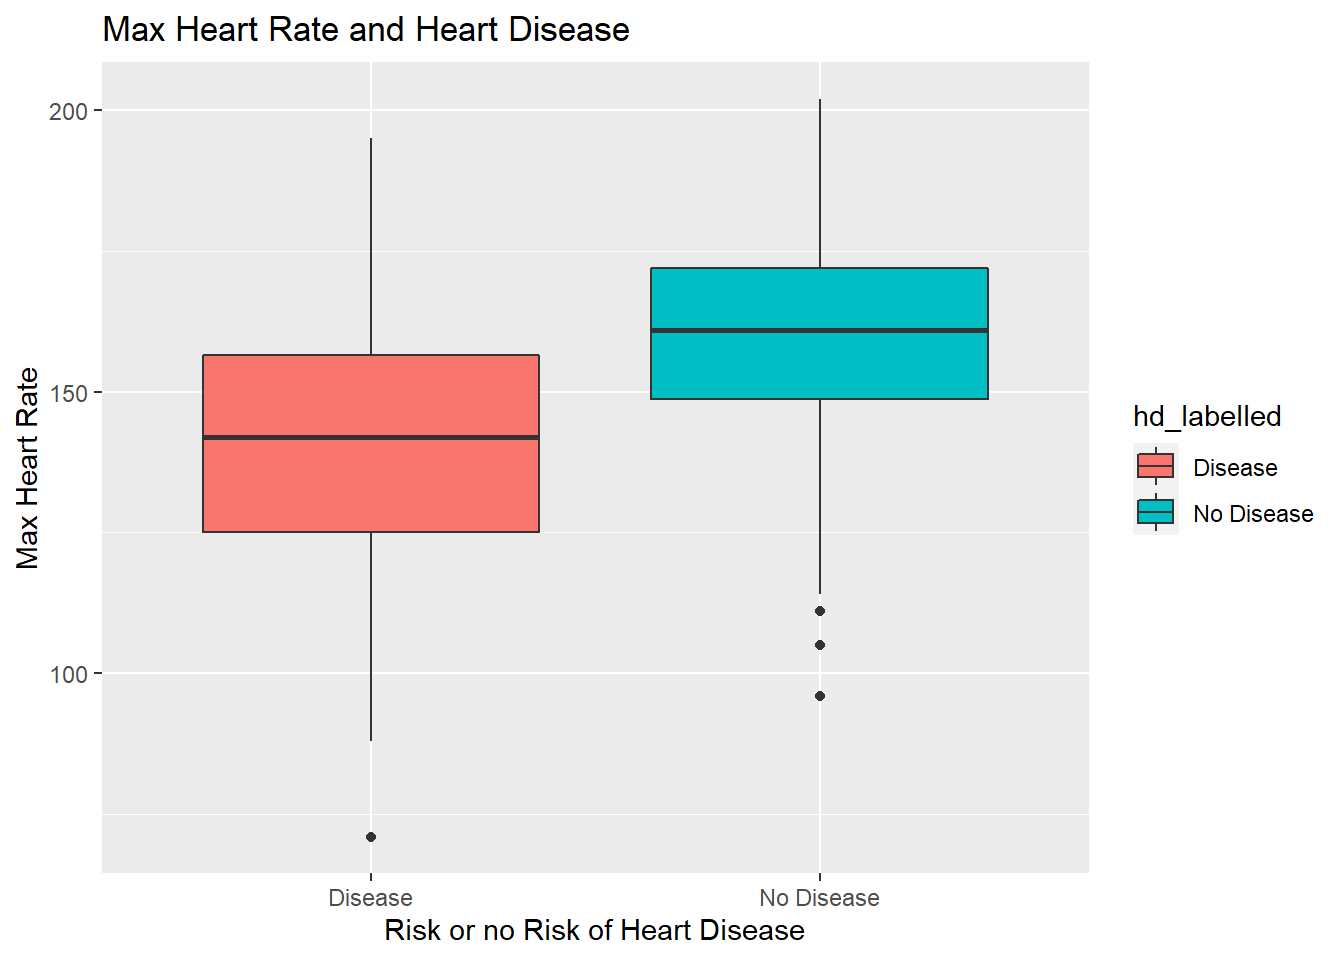 Max Heart Rate and Heart Disease
200
150
100
Max Heart Rate
Disease
No Disease
Risk or no Risk of Heart Disease
hd_labelled
Disease
No Disease